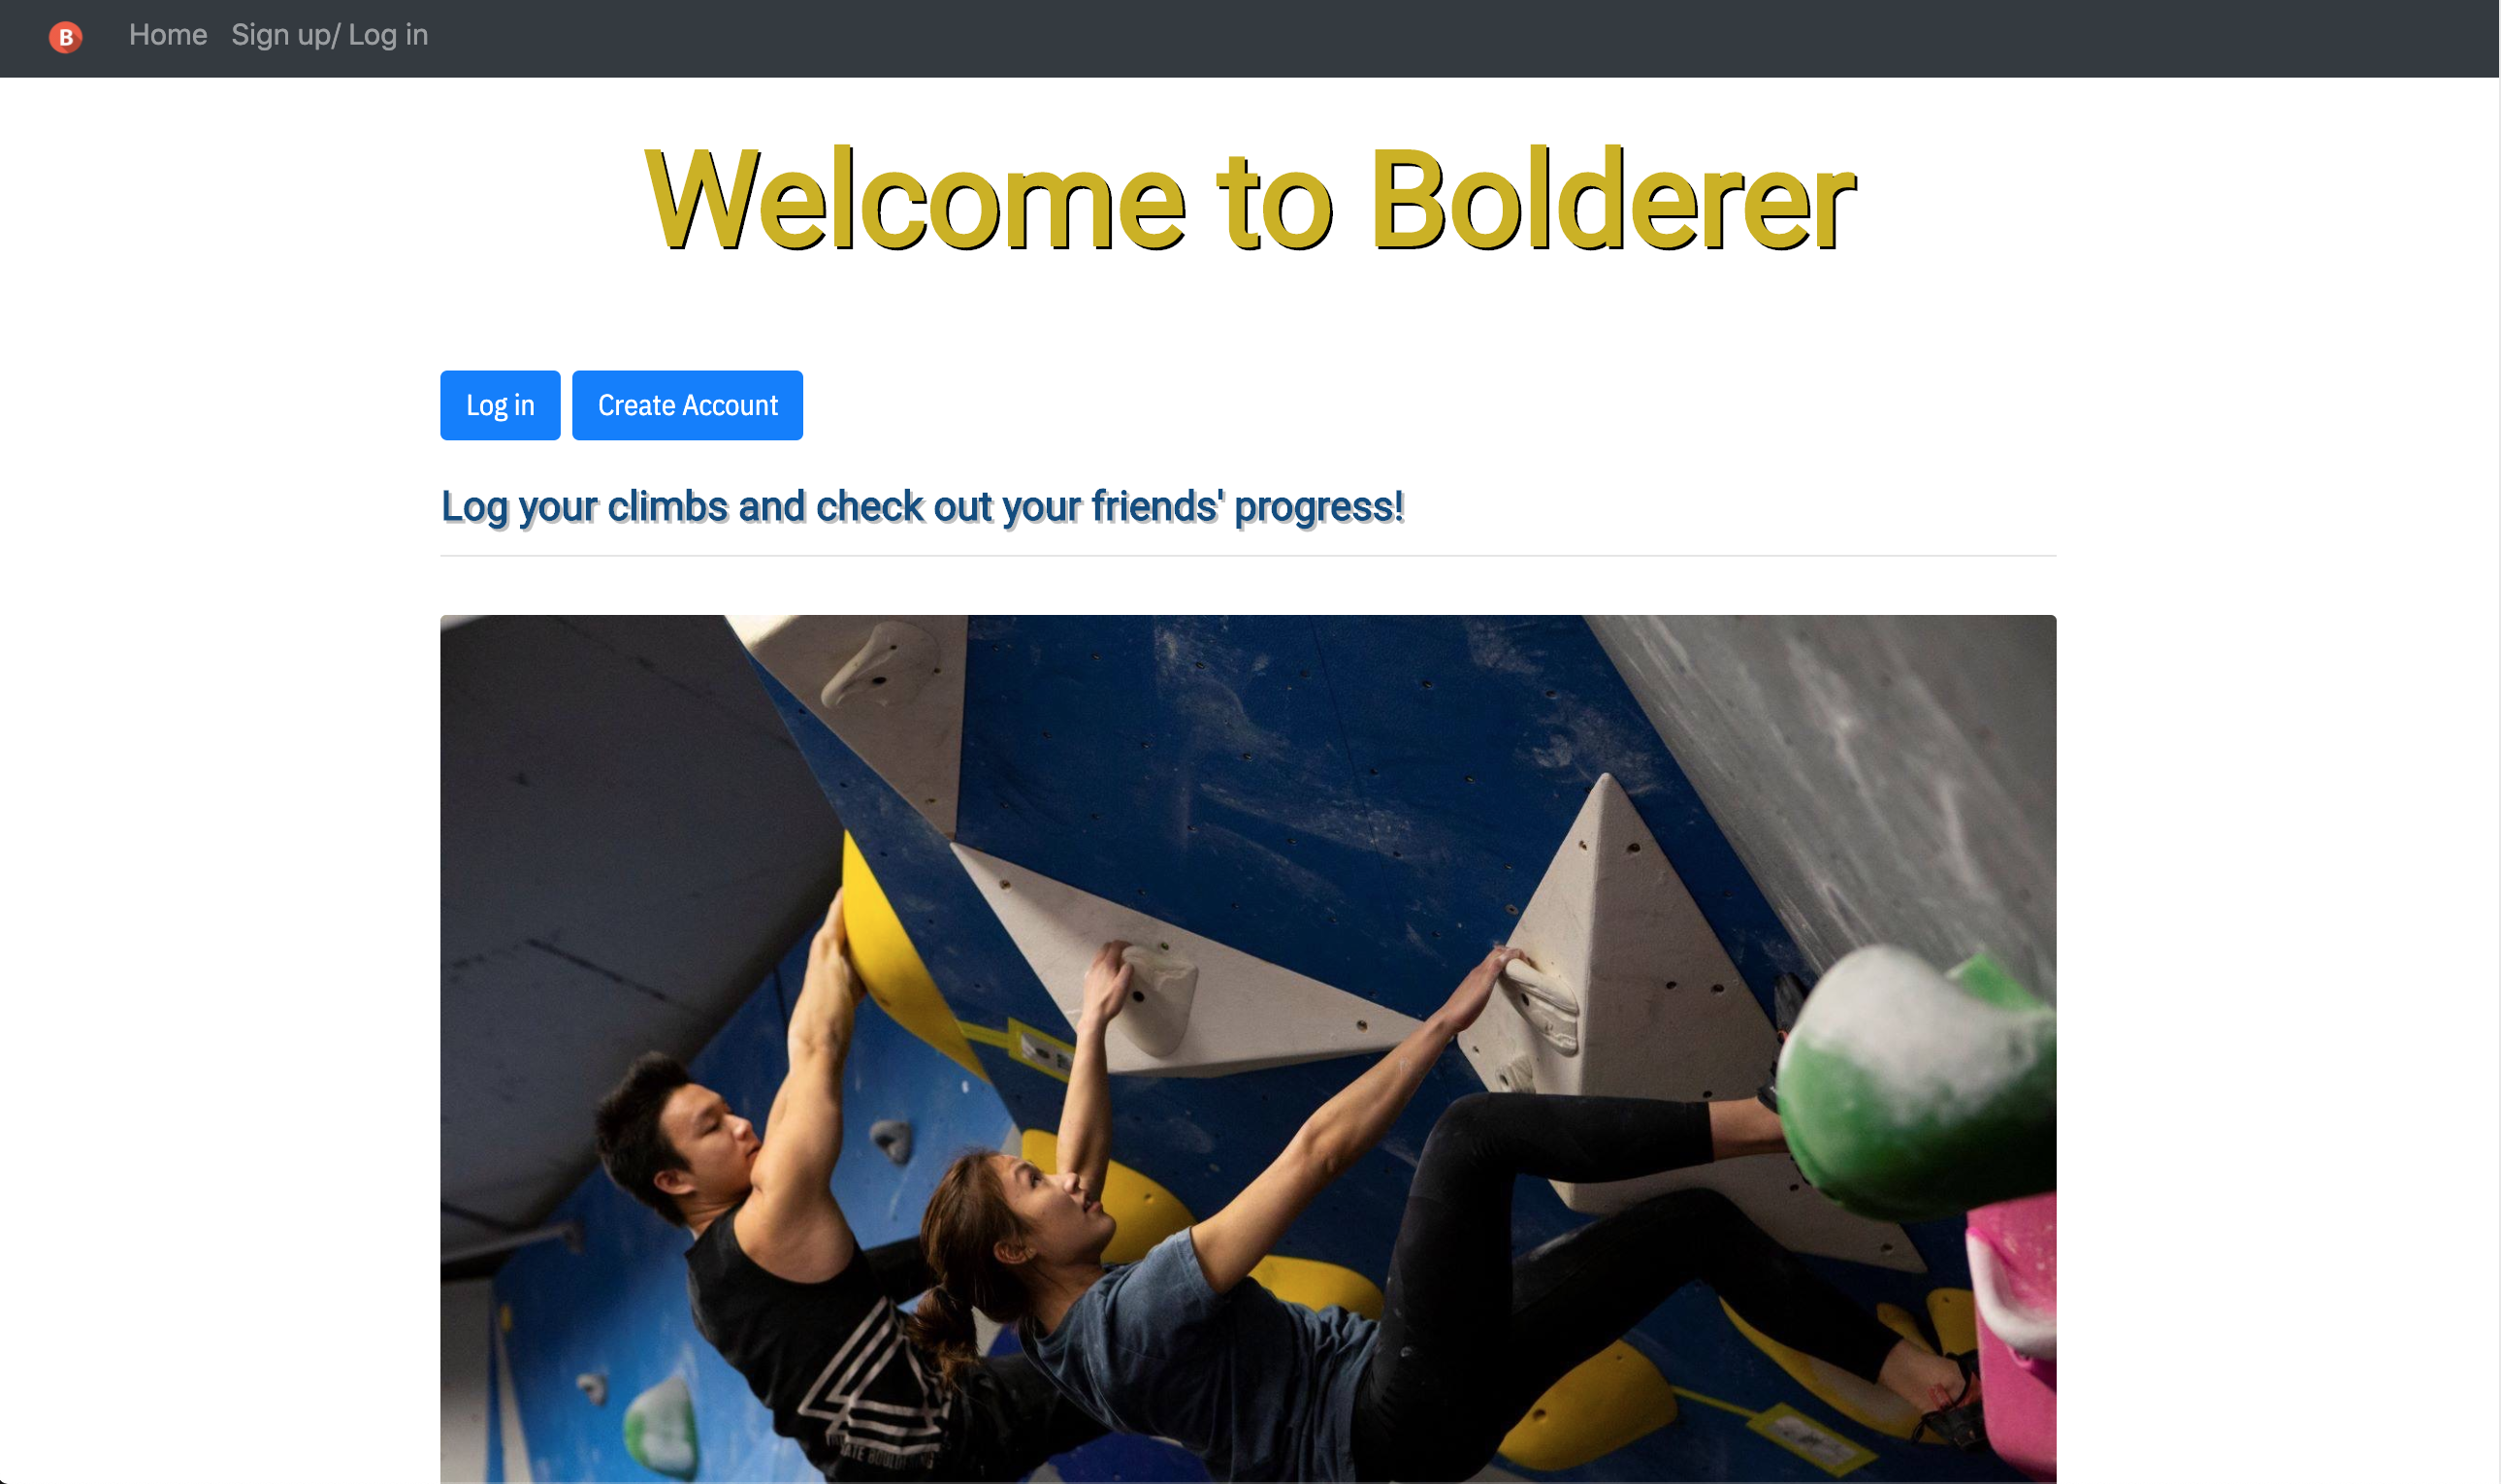 B Home Sign up/ Log in
Welcome to Bolderer
Log in Create Account
Log your climbs and check out your friends' progress!